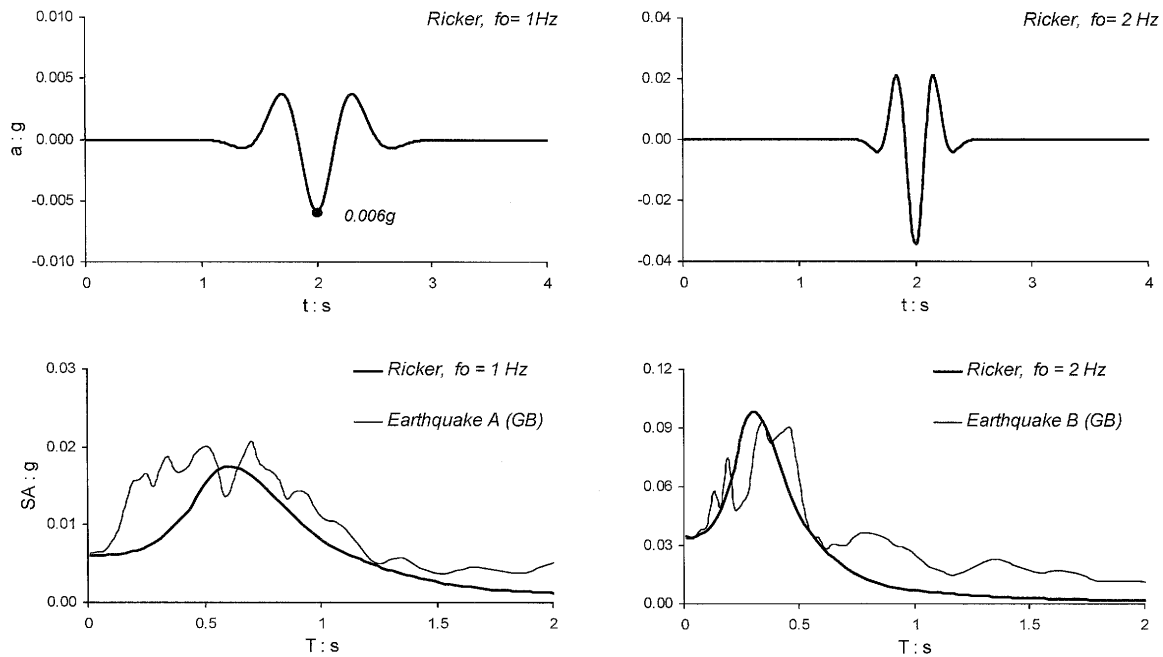 Ricker, fo= 1Hz
0.010
0.005
0.000
-0.005
-0.010
a : g
0.006g
0 1 2 3 4
t : s
Ricker, fo= 2 Hz
0.04
0.02
0.00
-0.02
-0.04
0 1 2 3 4
t : s
Ricker, fo = 1 Hz
Earthquake A (GB)
0.03
0.02
0.01
0.00
SA : g
0 0.5 1 1.5 2
T : s
Ricker, fo = 2 Hz
Earthquake B (GB)
0.12
0.09
0.06
0.03
0.00
0 0.5 1 1.5 2
T : s